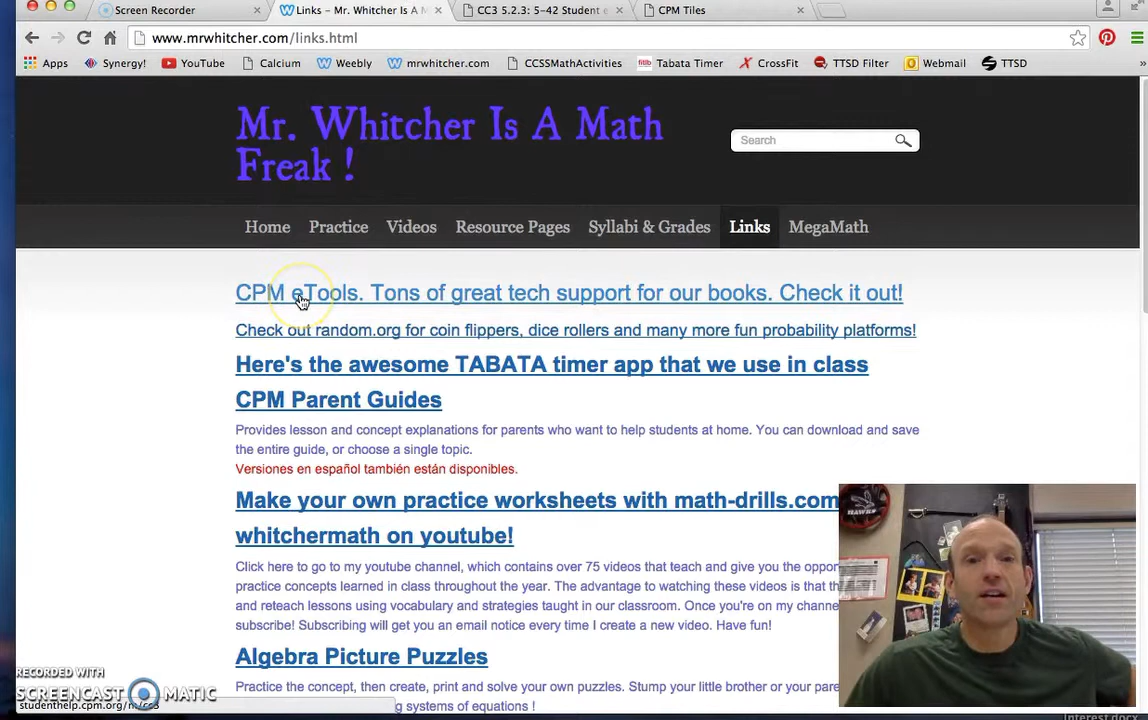 Screen Recorder
Links - Mr. Whitcher Is A M
CC3 5.2.3: 5-42 Student e
CPM Tiles
www.mrwhitcher.com/links.html
Apps Synergy! YouTube Calcium Weebly mrwhitcher.com CCSSMathActivities Tabata Timer CrossFit TTSD Filter Webmail TTSD »
Mr. Whitcher Is A Math
Freak !
Search
Home Practice Videos Resource Pages Syllabi & Grades Links MegaMath
CPM eTools. Tons of great tech support for our books. Check it out!
Check out random.org for coin flippers, dice rollers and many more fun probability platforms!
Here's the awesome TABATA timer app that we use in class
CPM Parent Guides
Provides lesson and concept explanations for parents who want to help students at home. You can download and save
the entire guide, or choose a single topic.
Versiones en español también están disponibles.
Make your own practice worksheets with math-drills.com
whitchermath on youtube!
Click here to go to my youtube channel, which contains over 75 videos that teach and give you the oppor
practice concepts learned in class throughout the year. The advantage to watching these videos is that th
and reteach lessons using vocabulary and strategies taught in our classroom. Once you're on my channe
subscribe! Subscribing will get you an email notice every time I create a new video. Have fun!
Algebra Picture Puzzles
Practice the concept, then create, print and solve your own puzzles. Stump your little brother or your pare
RECORDED WITH
SCREENCAST MATIC
studenthelp.cpm.org/m/cc3
g systems of equations !
Interest.docx